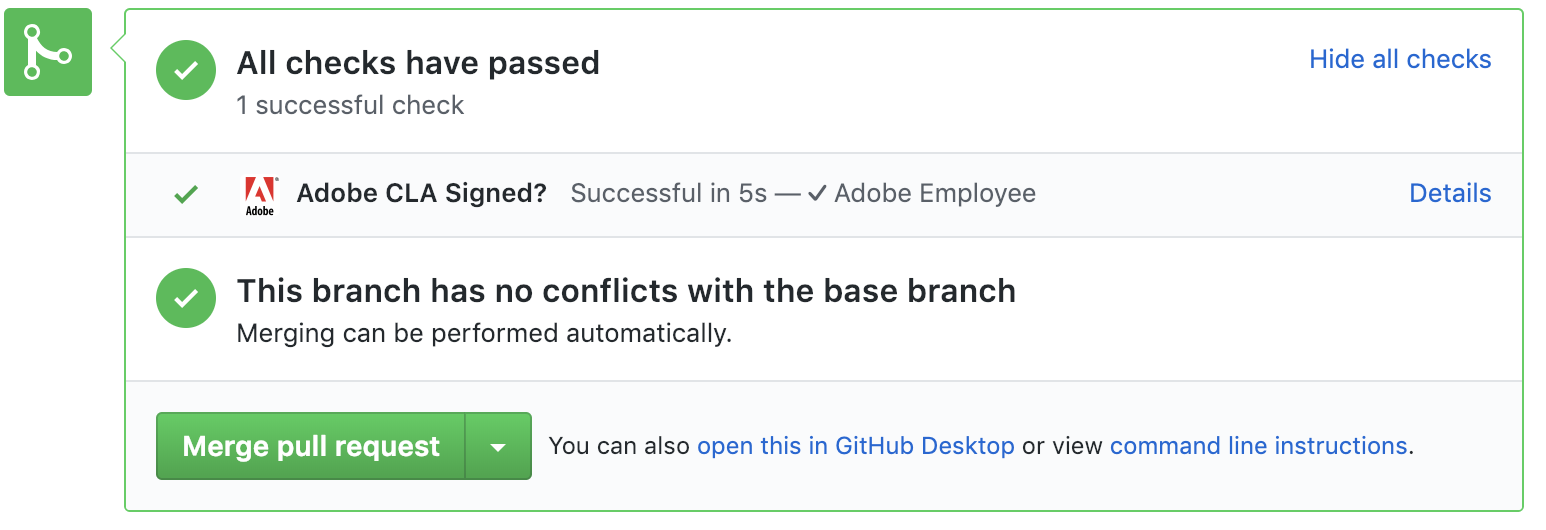 All checks have passed
Hide all checks
1 successful check
Adobe
Adobe CLA Signed? Successful in 5s — ✓ Adobe Employee
Details
This branch has no conflicts with the base branch
Merging can be performed automatically.
Merge pull request
You can also open this in GitHub Desktop or view command line instructions.